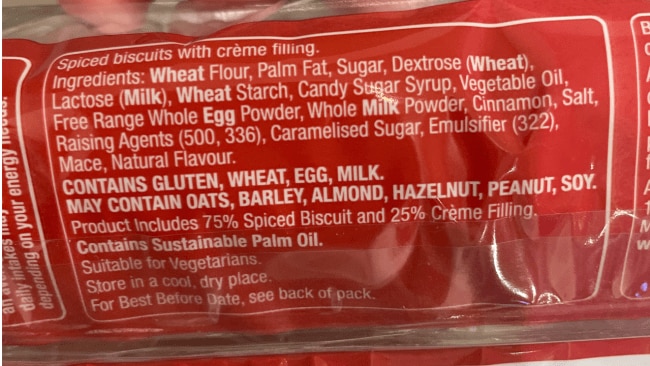 Spiced biscuits with crème filling.
Ingredients: Wheat Flour, Palm Fat, Sugar, Dextrose (Wheat),
Lactose (Milk), Wheat Starch, Candy Sugar Syrup, Vegetable Oil,
Free Range Whole Egg Powder, Whole Milk Powder, Cinnamon, Salt,
Raising Agents (500, 336), Caramelised Sugar, Emulsifier (322),
Mace, Natural Flavour.
CONTAINS GLUTEN, WHEAT, EGG, MILK.
MAY CONTAIN OATS, BARLEY, ALMOND, HAZELNUT, PEANUT, SOY.
Product Includes 75% Spiced Biscuit and 25% Crème Filling.
Contains Sustainable Palm Oil.
Suitable for Vegetarians.
Store in a cool, dry place.
For Best Before Date, see back of pack.
daily intakes may
depending on your energy needs.